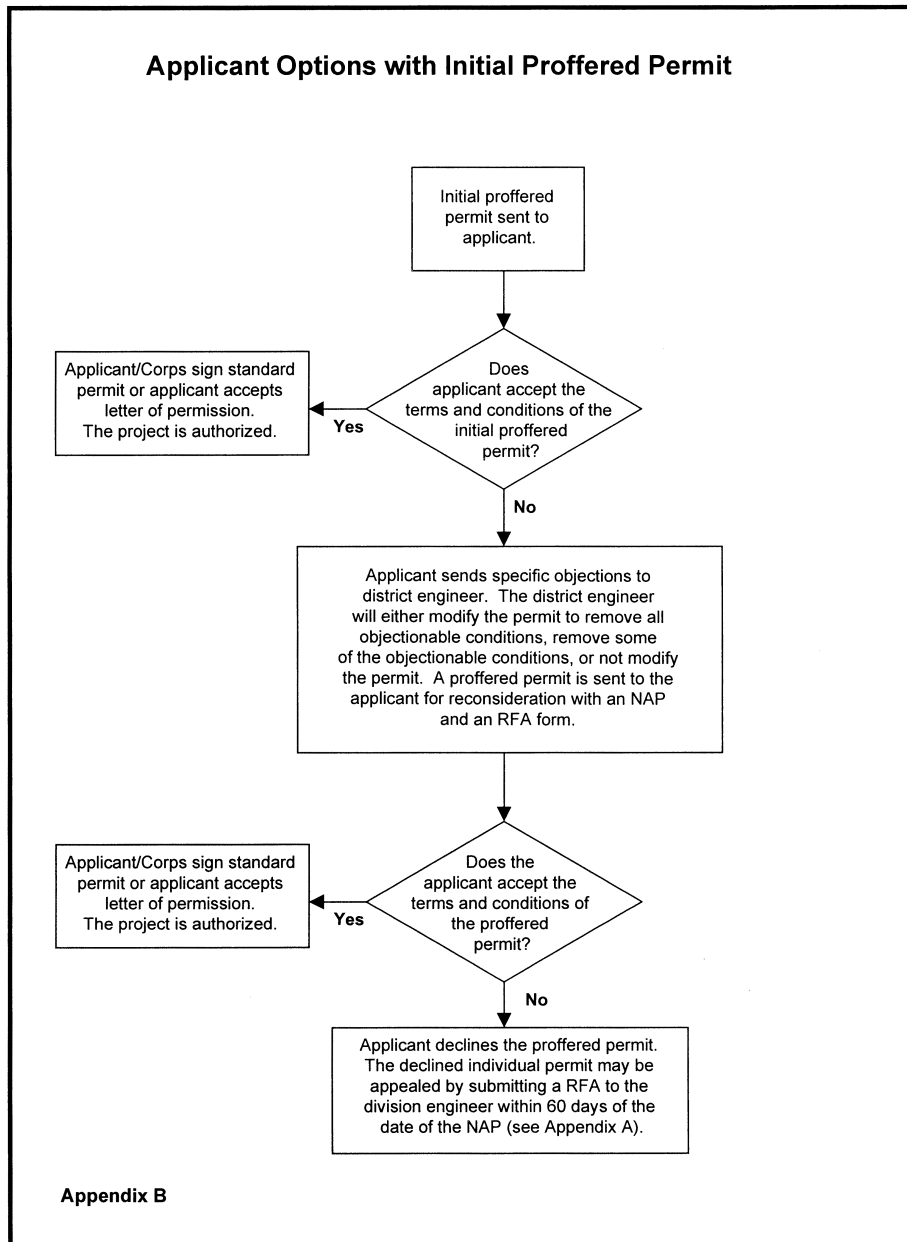 Applicant Options with Initial Proffered Permit
Initial proffered
permit sent to
applicant.
Does
applicant accept the
terms and conditions of the
initial proffered
permit?
Yes
Applicant/Corps sign standard
permit or applicant accepts
letter of permission.
The project is authorized.
No
Applicant sends specific objections to
district engineer. The district engineer
will either modify the permit to remove all
objectionable conditions, remove some
of the objectionable conditions, or not modify
the permit. A proffered permit is sent to the
applicant for reconsideration with an NAP
and an RFA form.
Does the
applicant accept the
terms and conditions of
the proffered
permit?
Yes
Applicant/Corps sign standard
permit or applicant accepts
letter of permission.
The project is authorized.
No
Applicant declines the proffered permit.
The declined individual permit may be
appealed by submitting a RFA to the
division engineer within 60 days of the
date of the NAP (see Appendix A).
Appendix B